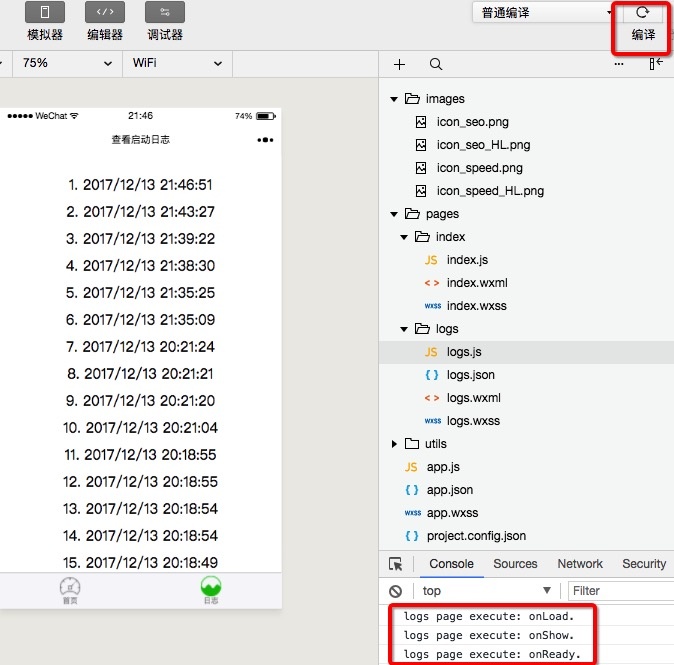 模拟器 编辑器 调试器 普通编译 编译
75% WiFi
WeChat 21:46 74%
查看启动日志
1. 2017/12/13 21:46:51
2. 2017/12/13 21:43:27
3. 2017/12/13 21:39:22
4. 2017/12/13 21:38:30
5. 2017/12/13 21:35:25
6. 2017/12/13 21:35:09
7. 2017/12/13 20:21:24
8. 2017/12/13 20:21:21
9. 2017/12/13 20:21:20
10. 2017/12/13 20:21:04
11. 2017/12/13 20:18:55
12. 2017/12/13 20:18:55
13. 2017/12/13 20:18:54
14. 2017/12/13 20:18:54
15. 2017/12/13 20:18:49
首页 日志
images
icon_seo.png
icon_seo_HL.png
icon_speed.png
icon_speed_HL.png
pages
index
JS index.js
< > index.wxml
wxss index.wxss
logs
JS logs.js
{ } logs.json
< > logs.wxml
wxss logs.wxss
utils
JS app.js
{ } app.json
wxss app.wxss
{ } project.config.json
Console Sources Network Security
top Filter
logs page execute: onLoad.
logs page execute: onShow.
logs page execute: onReady.